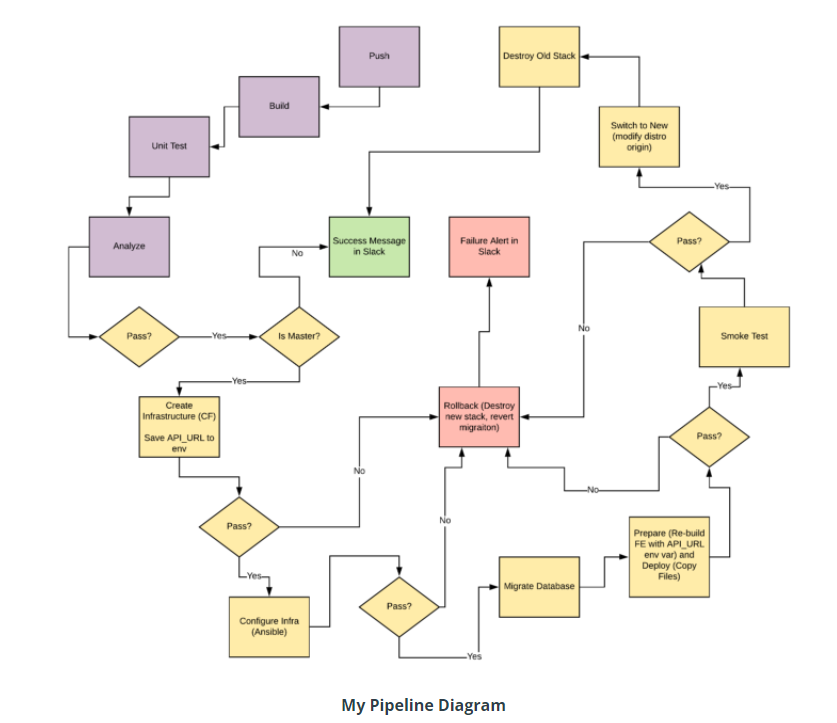 Push
Destroy Old Stack
Build
Switch to New
(modify distro
origin)
Unit Test
Yes
Analyze
No
Success Message
in Slack
Failure Alert in
Slack
Pass?
Pass?
Yes
Is Master?
No
Smoke Test
Yes
Create
Infrastructure (CF)
Save API_URL to
env
Rollback (Destroy
new stack, revert
migraiton)
Yes
Pass?
No
No
Pass?
No
Yes
Configure Infra
(Ansible)
Pass?
Yes
Migrate Database
Prepare (Re-build
FE with API_URL
env var) and
Deploy (Copy
Files)
My Pipeline Diagram